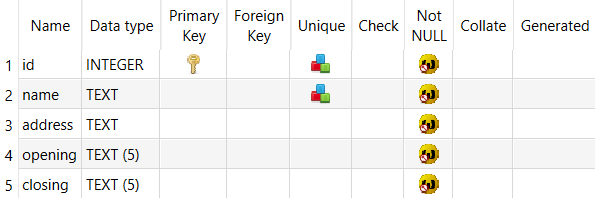 Name Data type Primary Key Foreign Key Unique Check Not NULL Collate Generated
1 id INTEGER
2 name TEXT
3 address TEXT
4 opening TEXT (5)
5 closing TEXT (5)